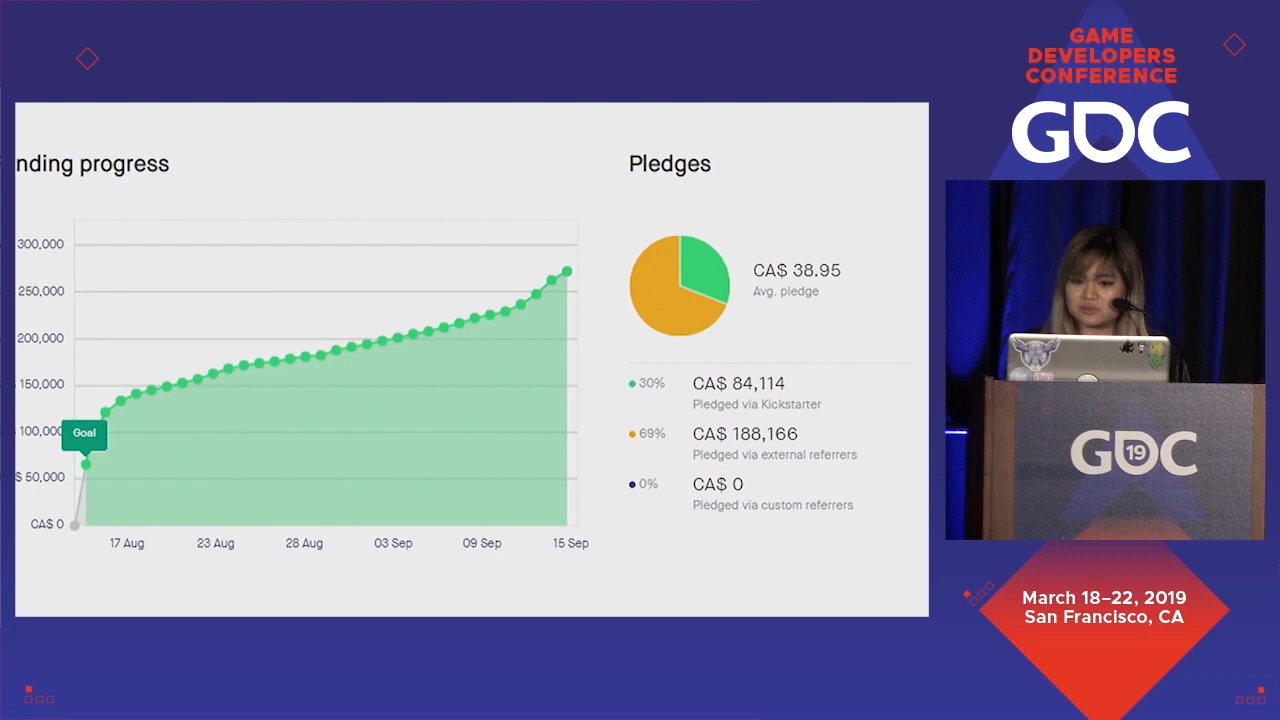 GAME
DEVELOPERS
CONFERENCE
GDC
nding progress
300,000
250,000
200,000
150,000
100,000
$ 50,000
CA$ 0
Goal
17 Aug
23 Aug
28 Aug
03 Sep
09 Sep
15 Sep
Pledges
CA$ 38.95
Avg. pledge
30%
CA$ 84,114
Pledged via Kickstarter
69%
CA$ 188,166
Pledged via external referrers
0%
CA$ 0
Pledged via custom referrers
GDC
19
March 18–22, 2019
San Francisco, CA